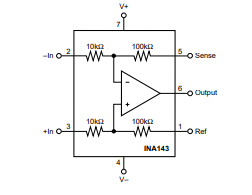 V+
7
10kΩ 100kΩ
–In 2 5 Sense
–
6 Output
+
10kΩ 100kΩ
+In 3 1 Ref
INA143
4
V–